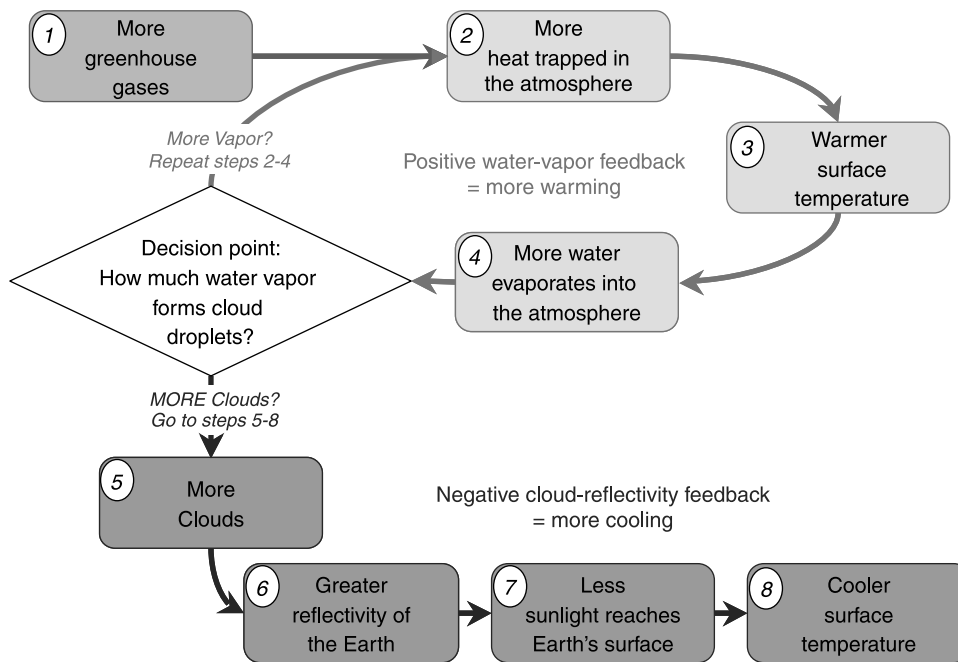 1
More
greenhouse
gases
2
More
heat trapped in
the atmosphere
3
Warmer
surface
temperature
More Vapor?
Repeat steps 2-4
Positive water-vapor feedback
= more warming
4
More water
evaporates into
the atmosphere
Decision point:
How much water vapor
forms cloud
droplets?
MORE Clouds?
Go to steps 5-8
5
More
Clouds
Negative cloud-reflectivity feedback
= more cooling
6
Greater
reflectivity of
the Earth
7
Less
sunlight reaches
Earth's surface
8
Cooler
surface
temperature